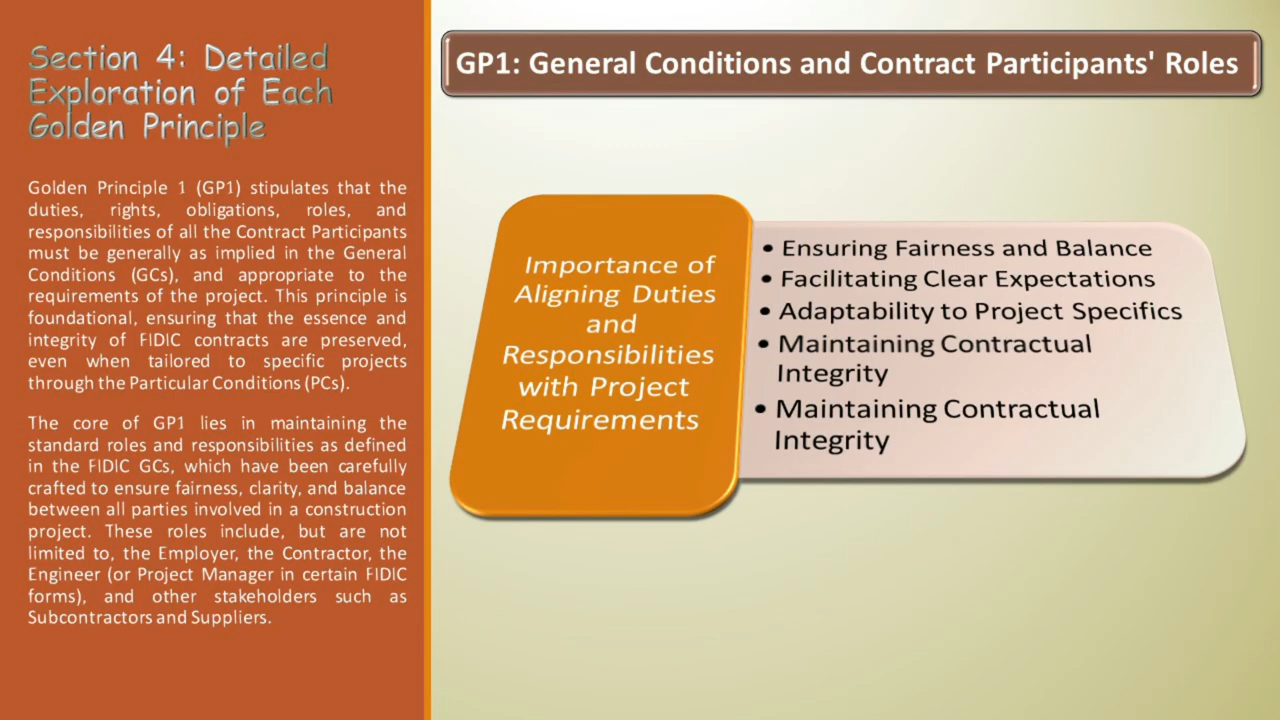 Section 4: Detailed
Exploration of Each
Golden Principle
Golden Principle 1 (GP1) stipulates that the
duties, rights, obligations, roles, and
responsibilities of all the Contract Participants
must be generally as implied in the General
Conditions (GCs), and appropriate to the
requirements of the project. This principle is
foundational, ensuring that the essence and
integrity of FIDIC contracts are preserved,
even when tailored to specific projects
through the Particular Conditions (PCs).
The core of GP1 lies in maintaining the
standard roles and responsibilities as defined
in the FIDIC GCs, which have been carefully
crafted to ensure fairness, clarity, and balance
between all parties involved in a construction
project. These roles include, but are not
limited to, the Employer, the Contractor, the
Engineer (or Project Manager in certain FIDIC
forms), and other stakeholders such as
Subcontractors and Suppliers.
GP1: General Conditions and Contract Participants' Roles
Importance of
Aligning Duties
and
Responsibilities
with Project
Requirements
• Ensuring Fairness and Balance
• Facilitating Clear Expectations
• Adaptability to Project Specifics
• Maintaining Contractual
Integrity
• Maintaining Contractual
Integrity